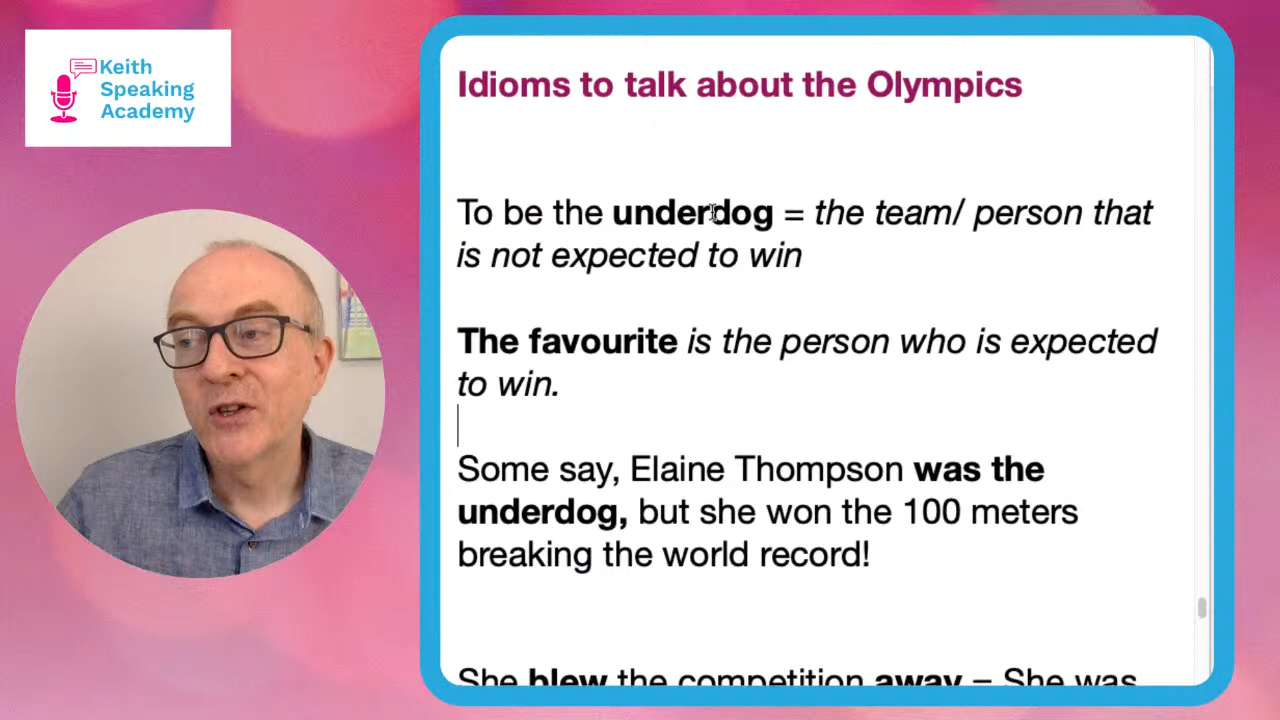 Keith
Speaking
Academy
Idioms to talk about the Olympics
To be the underdog = the team/ person that
is not expected to win
The favourite is the person who is expected
to win.
Some say, Elaine Thompson was the
underdog, but she won the 100 meters
breaking the world record!
She blew the competition away = She was